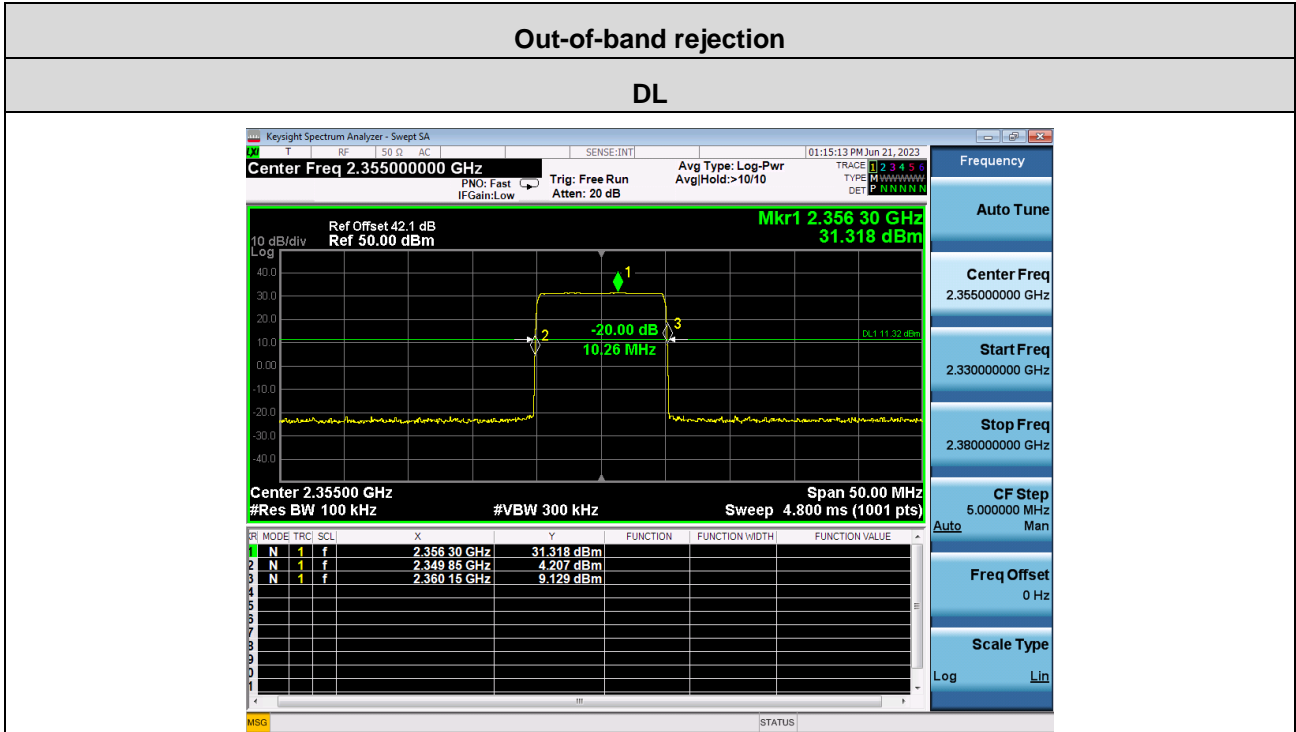 Out-of-band rejection
DL
Keysight Spectrum Analyzer - Swept SA
LXI T RF 50 Ω AC SENSE:INT 01:15:13 PM Jun 21, 2023
Center Freq 2.355000000 GHz
PNO: Fast
IFGain:Low
Trig: Free Run
Atten: 20 dB
Avg Type: Log-Pwr
Avg|Hold:>10/10
TRACE 1 2 3 4 5 6
TYPE M W W W W W
DET P N N N N N
Ref Offset 42.1 dB
10 dB/div Ref 50.00 dBm
Log
Mkr1 2.356 30 GHz
31.318 dBm
40.0
30.0
20.0
10.0
0.00
-10.0
-20.0
-30.0
-40.0
1
2
3
-20.00 dB
10.26 MHz
DL1 11.32 dBm
Center 2.35500 GHz Span 50.00 MHz
#Res BW 100 kHz #VBW 300 kHz Sweep 4.800 ms (1001 pts)
MODE TRC SCL X Y FUNCTION FUNCTION WIDTH FUNCTION VALUE
1 N 1 f 2.356 30 GHz 31.318 dBm
2 N 1 f 2.349 85 GHz 4.207 dBm
3 N 1 f 2.360 15 GHz 9.129 dBm
4
5
6
7
8
9
0
1
MSG STATUS
Frequency
Auto Tune
Center Freq
2.355000000 GHz
Start Freq
2.330000000 GHz
Stop Freq
2.380000000 GHz
CF Step
5.000000 MHz
Auto Man
Freq Offset
0 Hz
Scale Type
Log Lin